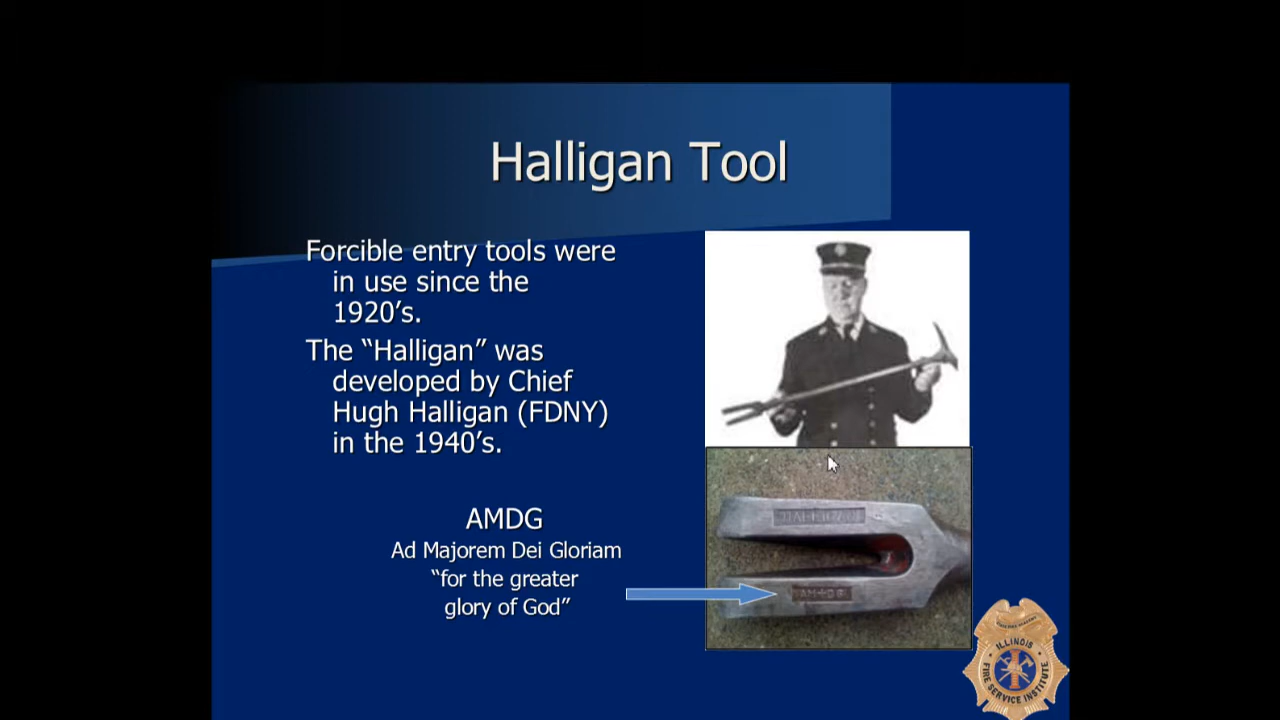 Halligan Tool
Forcible entry tools were
in use since the
1920’s.
The “Halligan” was
developed by Chief
Hugh Halligan (FDNY)
in the 1940’s.
AMDG
Ad Majorem Dei Gloriam
“for the greater
glory of God”
ILLINOIS
FIRE SERVICE INSTITUTE